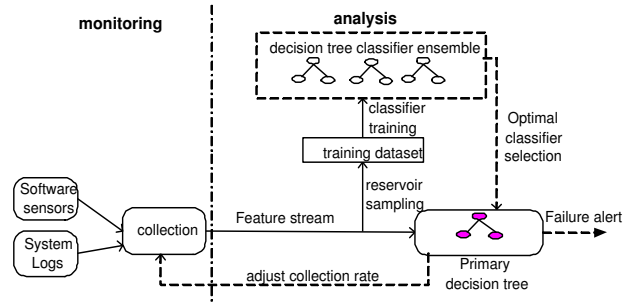 monitoring
analysis
decision tree classifier ensemble
classifier
training
Optimal
classifier
selection
training dataset
reservoir
sampling
Software
sensors
System
Logs
collection
Feature stream
Failure alert
adjust collection rate
Primary
decision tree